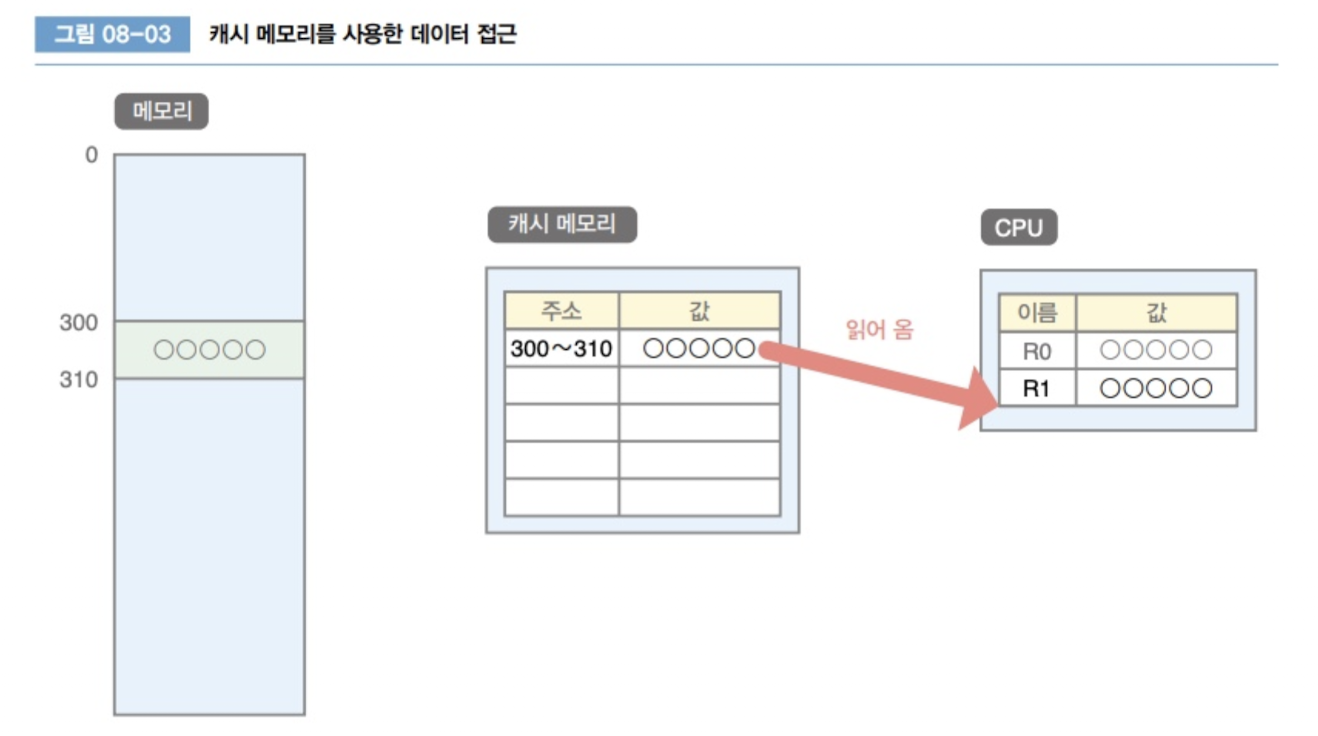 그림 08-03 캐시 메모리를 사용한 데이터 접근
메모리
0
300
○○○○○
310
캐시 메모리
주소 값
300~310 ○○○○○
읽어 옴
CPU
이름 값
R0 ○○○○○
R1 ○○○○○